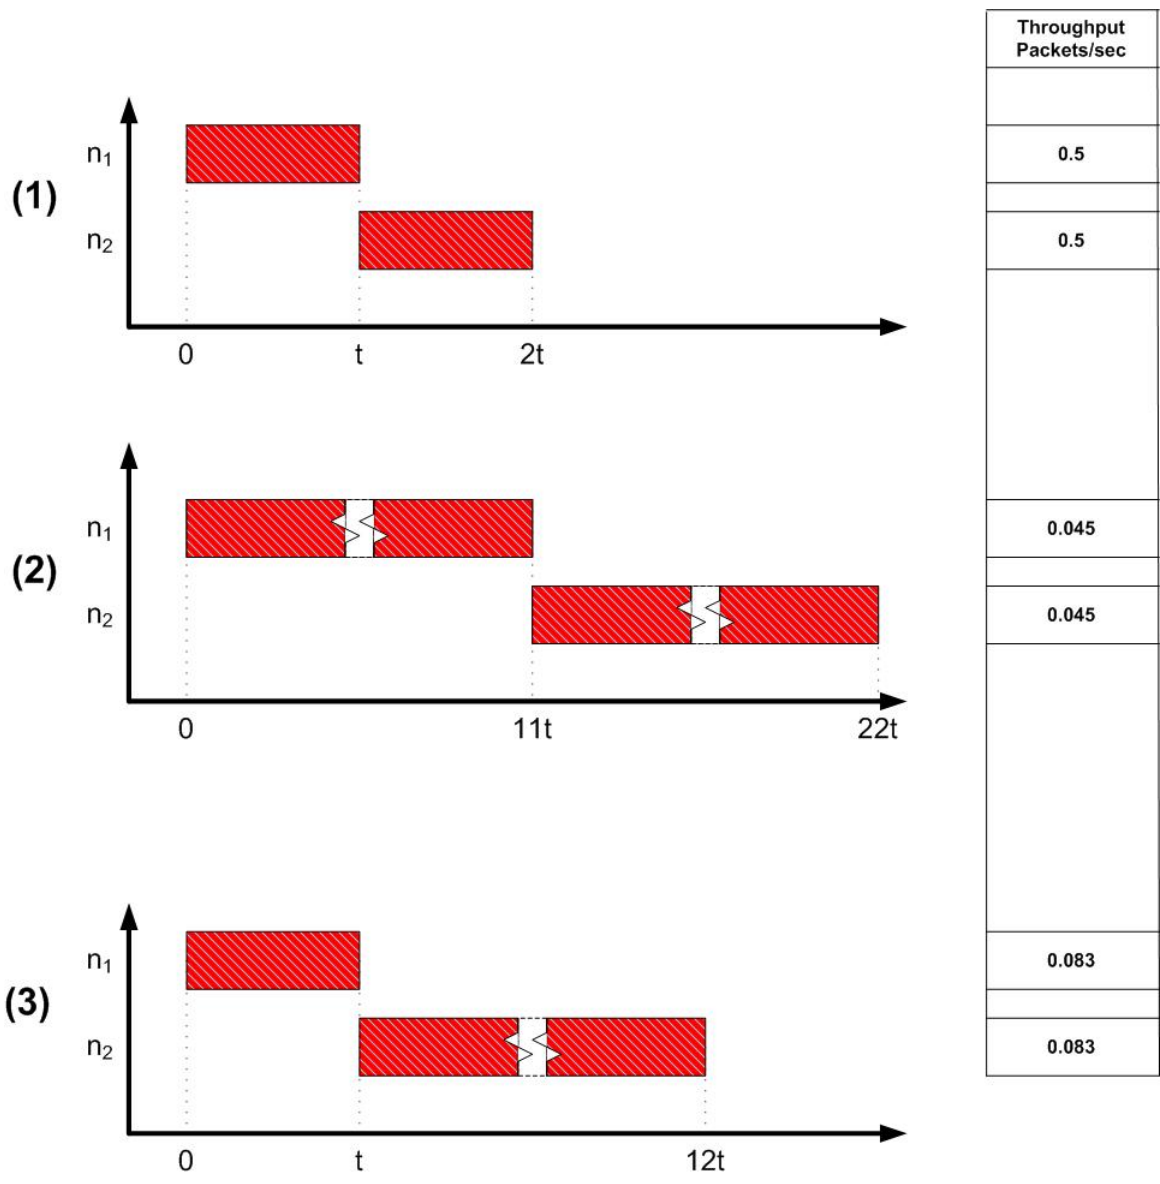 Throughput
Packets/sec
(1)
n1
0.5
n2
0.5
0
t
2t
(2)
n1
0.045
n2
0.045
0
11t
22t
(3)
n1
0.083
n2
0.083
0
t
12t